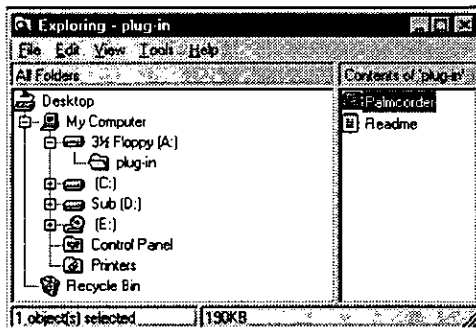 Exploring - plug-in
File Edit View Tools Help
All Folders
Contents of 'plug-in'
Desktop
My Computer
3½ Floppy (A:)
plug-in
(C:)
Sub (D:)
(E:)
Control Panel
Printers
Recycle Bin
Palmcorder
Readme
1 object(s) selected
190KB